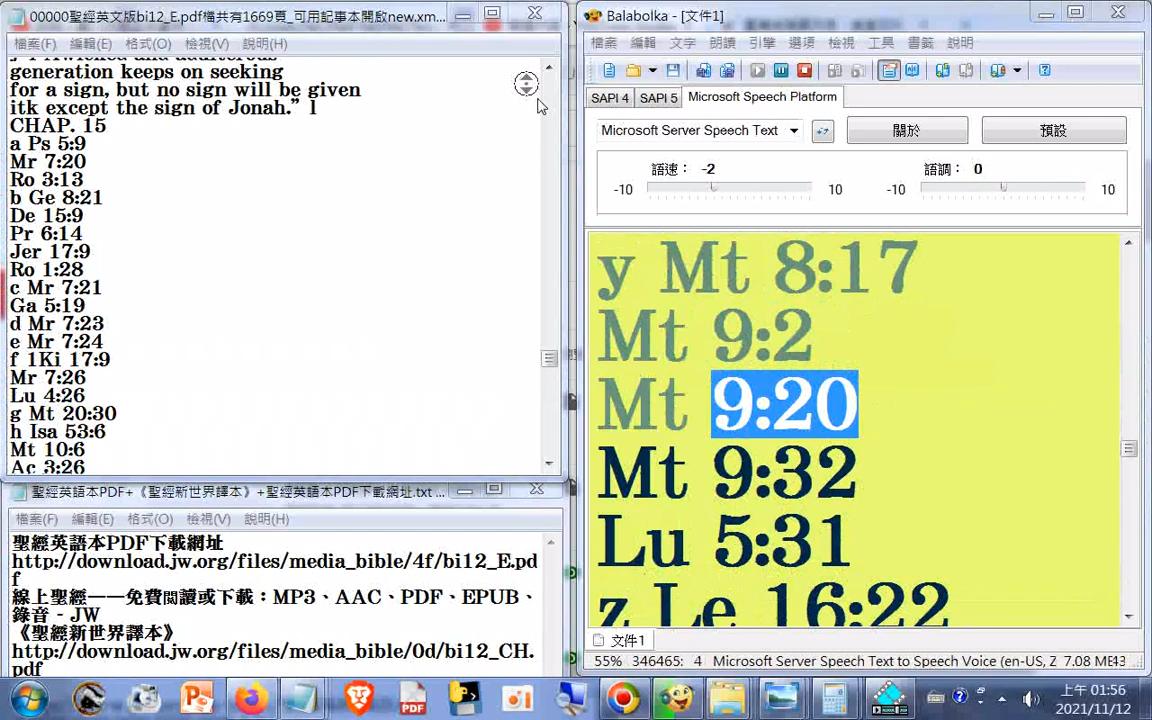 00000聖經英文版bi12_E.pdf檔共有1669頁_可用記事本開啟new.xm...
檔案(F) 編輯(E) 格式(O) 檢視(V) 說明(H)
generation keeps on seeking
for a sign, but no sign will be given
itk except the sign of Jonah.” l
CHAP. 15
a Ps 5:9
Mr 7:20
Ro 3:13
b Ge 8:21
De 15:9
Pr 6:14
Jer 17:9
Ro 1:28
c Mr 7:21
Ga 5:19
d Mr 7:23
e Mr 7:24
f 1Ki 17:9
Mr 7:26
Lu 4:26
g Mt 20:30
h Isa 53:6
Mt 10:6
Ac 3:26
聖經英語本PDF+《聖經新世界譯本》+聖經英語本PDF下載網址.txt ...
檔案(F) 編輯(E) 格式(O) 檢視(V) 說明(H)
聖經英語本PDF下載網址
http://download.jw.org/files/media_bible/4f/bi12_E.pd
f
線上聖經——免費閱讀或下載：MP3、AAC、PDF、EPUB、
錄音 - JW
《聖經新世界譯本》
http://download.jw.org/files/media_bible/0d/bi12_CH.
pdf
Balabolka - [文件1]
檔案 編輯 文字 朗讀 引擎 選項 檢視 工具 書籤 說明
SAPI 4 SAPI 5 Microsoft Speech Platform
Microsoft Server Speech Text 關於 預設
語速： -2 語調： 0
-10 10 -10 10
y Mt 8:17
Mt 9:2
Mt 9:20
Mt 9:32
Lu 5:31
z Le 16:22
文件1
55% 346465: 4 Microsoft Server Speech Text to Speech Voice (en-US, Z 7.08 ME
PDF
上午 01:56
2021/11/12